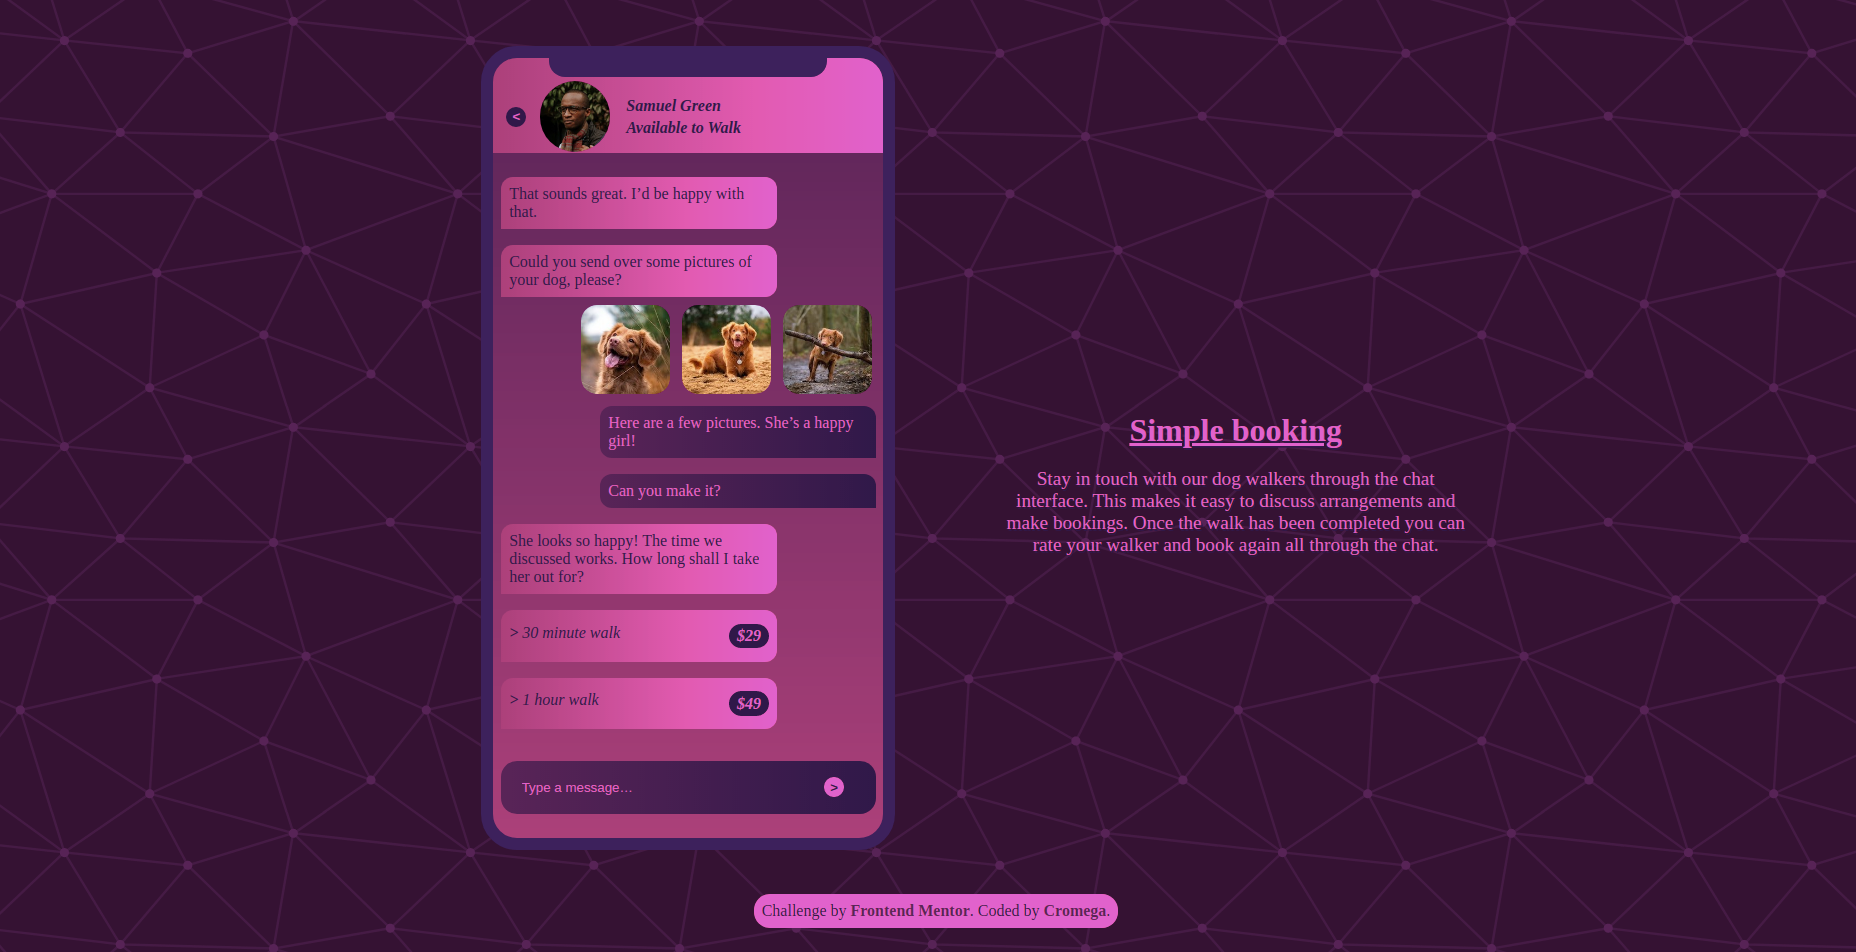 <
Samuel Green
Available to Walk
That sounds great. I’d be happy with
that.
Could you send over some pictures of
your dog, please?
Here are a few pictures. She’s a happy
girl!
Can you make it?
She looks so happy! The time we
discussed works. How long shall I take
her out for?
> 30 minute walk $29
> 1 hour walk $49
Type a message… >
Simple booking
Stay in touch with our dog walkers through the chat
interface. This makes it easy to discuss arrangements and
make bookings. Once the walk has been completed you can
rate your walker and book again all through the chat.
Challenge by Frontend Mentor. Coded by Cromega.